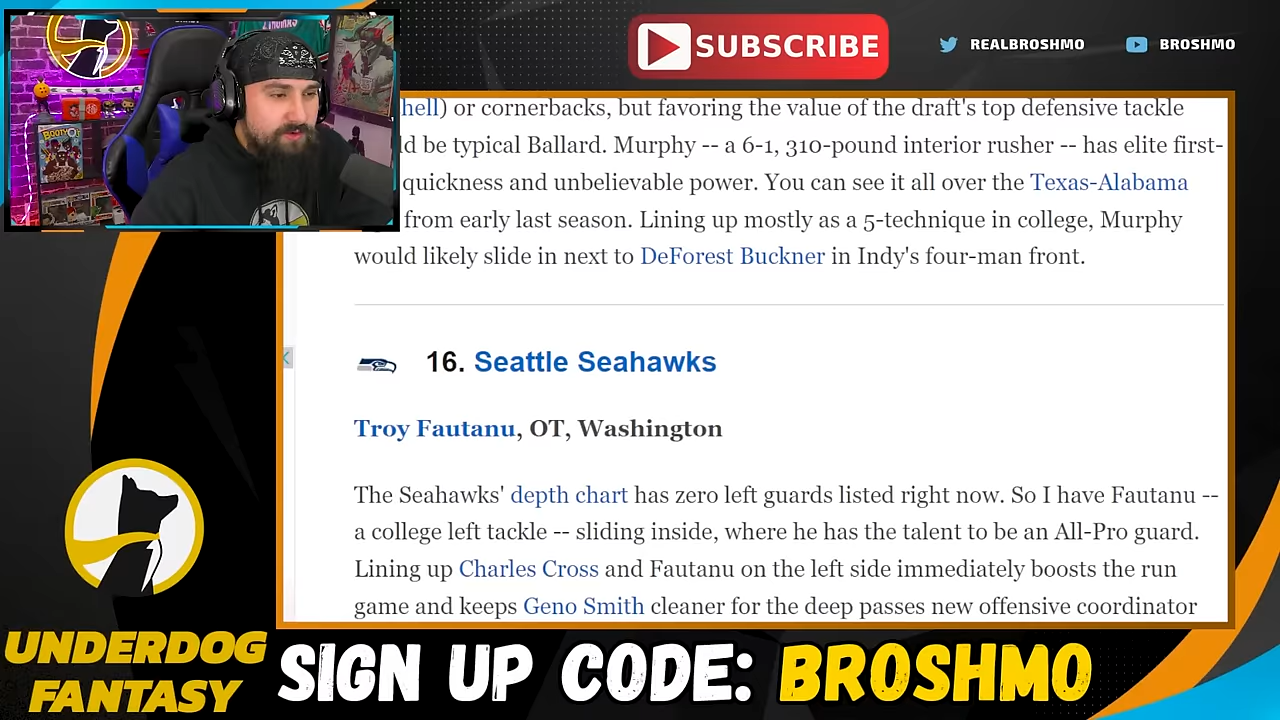 SUBSCRIBE
REALBROSHMO
BROSHMO
hell) or cornerbacks, but favoring the value of the draft's top defensive tackle
ld be typical Ballard. Murphy -- a 6-1, 310-pound interior rusher -- has elite first-
quickness and unbelievable power. You can see it all over the Texas-Alabama
from early last season. Lining up mostly as a 5-technique in college, Murphy
would likely slide in next to DeForest Buckner in Indy's four-man front.
16. Seattle Seahawks
Troy Fautanu, OT, Washington
The Seahawks' depth chart has zero left guards listed right now. So I have Fautanu --
a college left tackle -- sliding inside, where he has the talent to be an All-Pro guard.
Lining up Charles Cross and Fautanu on the left side immediately boosts the run
game and keeps Geno Smith cleaner for the deep passes new offensive coordinator
UNDERDOG
FANTASY
SIGN UP CODE: BROSHMO